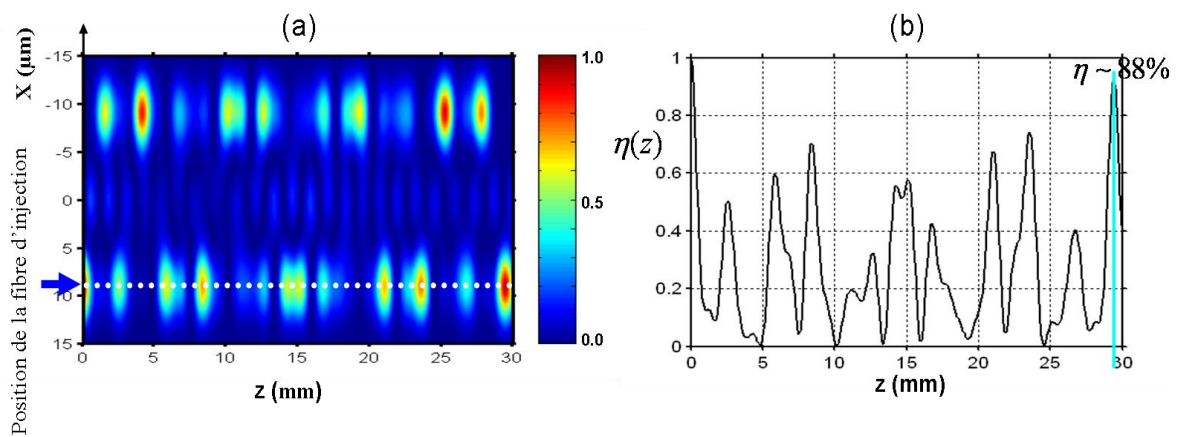 (a)
X (µm)
Position de la fibre d’injection
-15
-10
-5
0
5
10
15
0 5 10 15 20 25 30
z (mm)
1.0
0.5
0.0
(b)
η ~ 88%
η(z)
1
0.8
0.6
0.4
0.2
0
0 5 10 15 20 25 30
z (mm)